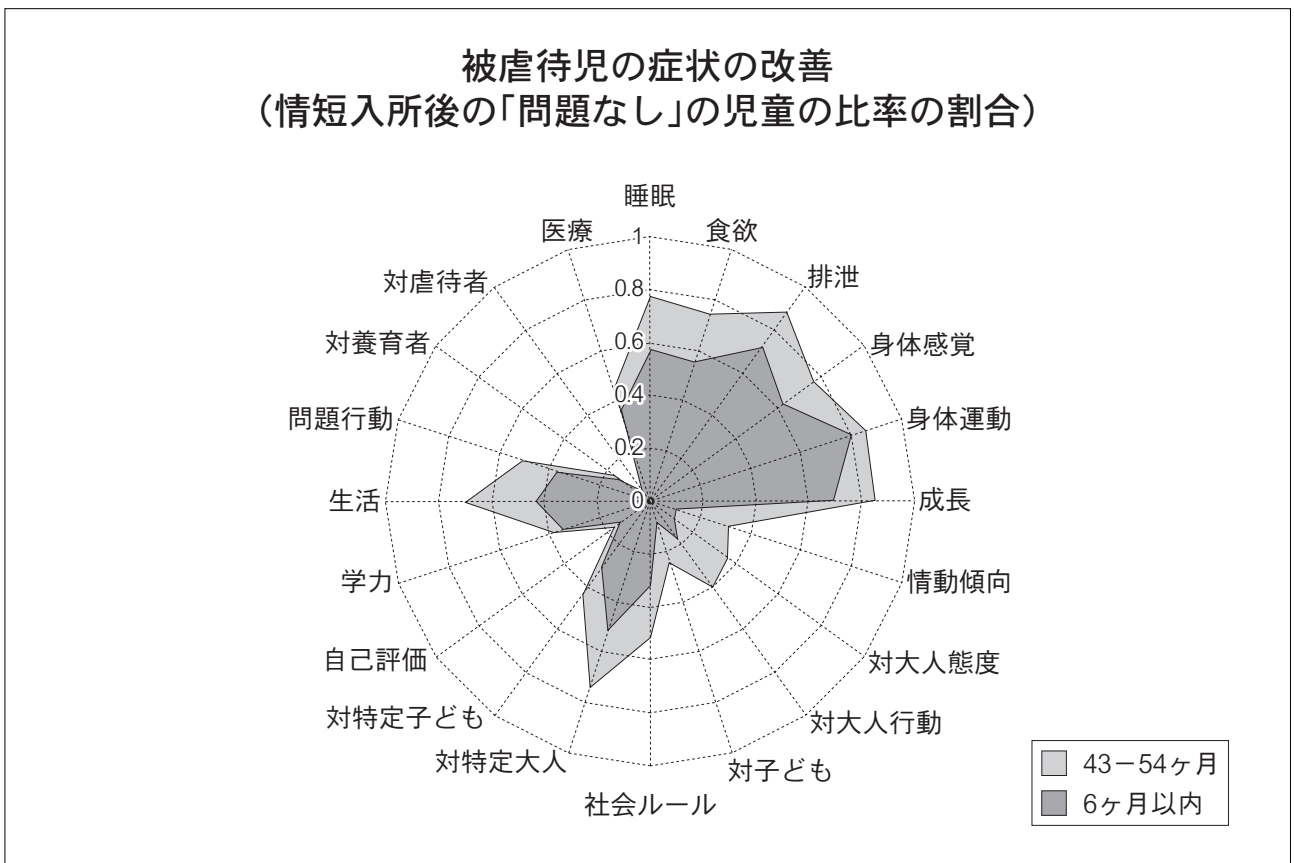 被虐待児の症状の改善
（情短入所後の「問題なし」の児童の比率の割合）
睡眠
食欲
排泄
身体感覚
身体運動
成長
情動傾向
対大人態度
対大人行動
対子ども
社会ルール
対特定大人
対特定子ども
自己評価
学力
生活
問題行動
対養育者
対虐待者
医療
1
0.8
0.6
0.4
0.2
0
43－54ヶ月
6ヶ月以内